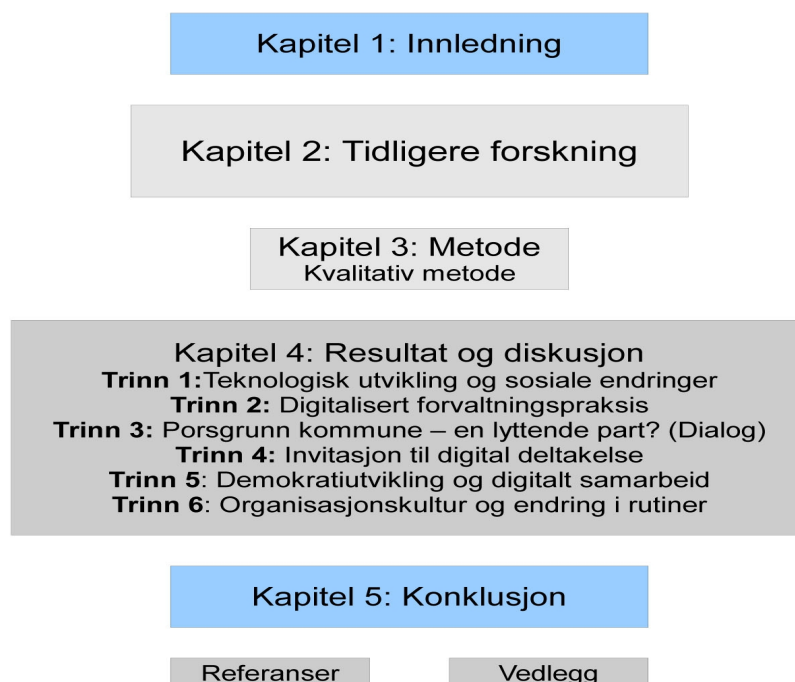 Kapitel 1: Innledning
Kapitel 2: Tidligere forskning
Kapitel 3: Metode
Kvalitativ metode
Kapitel 4: Resultat og diskusjon
Trinn 1:Teknologisk utvikling og sosiale endringer
Trinn 2: Digitalisert forvaltningspraksis
Trinn 3: Porsgrunn kommune – en lyttende part? (Dialog)
Trinn 4: Invitasjon til digital deltakelse
Trinn 5: Demokratiutvikling og digitalt samarbeid
Trinn 6: Organisasjonskultur og endring i rutiner
Kapitel 5: Konklusjon
Referanser
Vedlegg